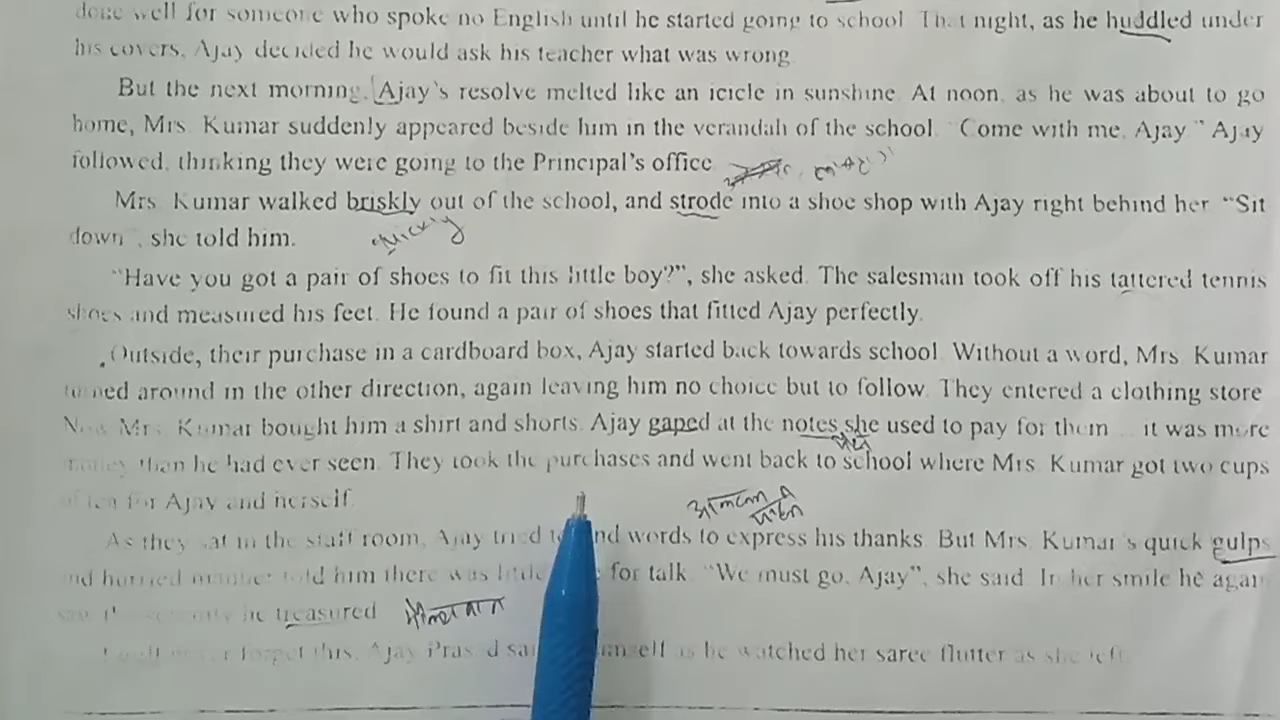 done well for someone who spoke no English until he started going to school. That night, as he huddled under
his covers, Ajay decided he would ask his teacher what was wrong.
But the next morning, Ajay's resolve melted like an icicle in sunshine. At noon, as he was about to go
home, Mrs. Kumar suddenly appeared beside him in the verandah of the school. "Come with me, Ajay." Ajay
followed, thinking they were going to the Principal's office
Mrs. Kumar walked briskly out of the school, and strode into a shoe shop with Ajay right behind her. "Sit
down", she told him.
quickly
"Have you got a pair of shoes to fit this little boy?", she asked. The salesman took off his tattered tennis
shoes and measured his feet. He found a pair of shoes that fitted Ajay perfectly.
Outside, their purchase in a cardboard box, Ajay started back towards school. Without a word, Mrs. Kumar
turned around in the other direction, again leaving him no choice but to follow. They entered a clothing store.
Now Mrs. Kumar bought him a shirt and shorts. Ajay gaped at the notes she used to pay for them... it was more
money than he had ever seen. They took the purchases and went back to school where Mrs. Kumar got two cups
of tea for Ajay and herself.
As they sat in the staff room, Ajay tried to words to express his thanks. But Mrs. Kumar's quick gulps
and hurried manner told him there was little for talk. "We must go, Ajay", she said. In her smile he again
saw the he treasured
forget this, Ajay Prasad as he watched her saree flutter as she left.